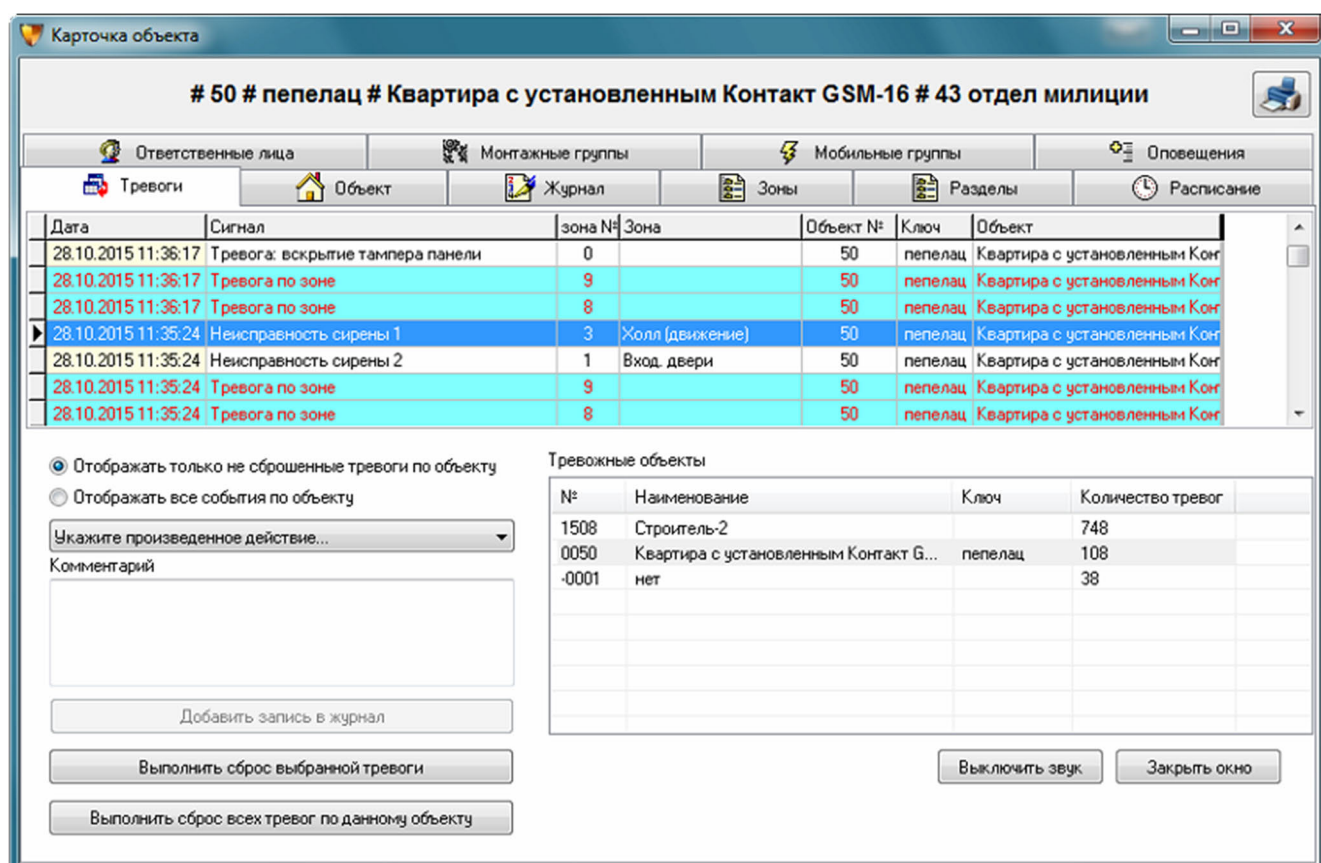 Карточка объекта
# 50 # пепелац # Квартира с установленным Контакт GSM-16 # 43 отдел милиции
Ответственные лица Монтажные группы Мобильные группы Оповещения
Тревоги Объект Журнал Зоны Разделы Расписание
Дата Сигнал зона № Зона Объект № Ключ Объект
28.10.2015 11:36:17 Тревога: вскрытие тампера панели 0 50 пепелац Квартира с установленным Конт
28.10.2015 11:36:17 Тревога по зоне 9 50 пепелац Квартира с установленным Конт
28.10.2015 11:36:17 Тревога по зоне 8 50 пепелац Квартира с установленным Конт
28.10.2015 11:35:24 Неисправность сирены 1 3 Холл (движение) 50 пепелац Квартира с установленным Конт
28.10.2015 11:35:24 Неисправность сирены 2 1 Вход. двери 50 пепелац Квартира с установленным Конт
28.10.2015 11:35:24 Тревога по зоне 9 50 пепелац Квартира с установленным Конт
28.10.2015 11:35:24 Тревога по зоне 8 50 пепелац Квартира с установленным Конт
Отображать только не сброшенные тревоги по объекту
Отображать все события по объекту
Укажите произведенное действие...
Комментарий
Добавить запись в журнал
Выполнить сброс выбранной тревоги
Выполнить сброс всех тревог по данному объекту
Тревожные объекты
№ Наименование Ключ Количество тревог
1508 Строитель-2 748
0050 Квартира с установленным Контакт G... пепелац 108
-0001 нет 38
Выключить звук Закрыть окно